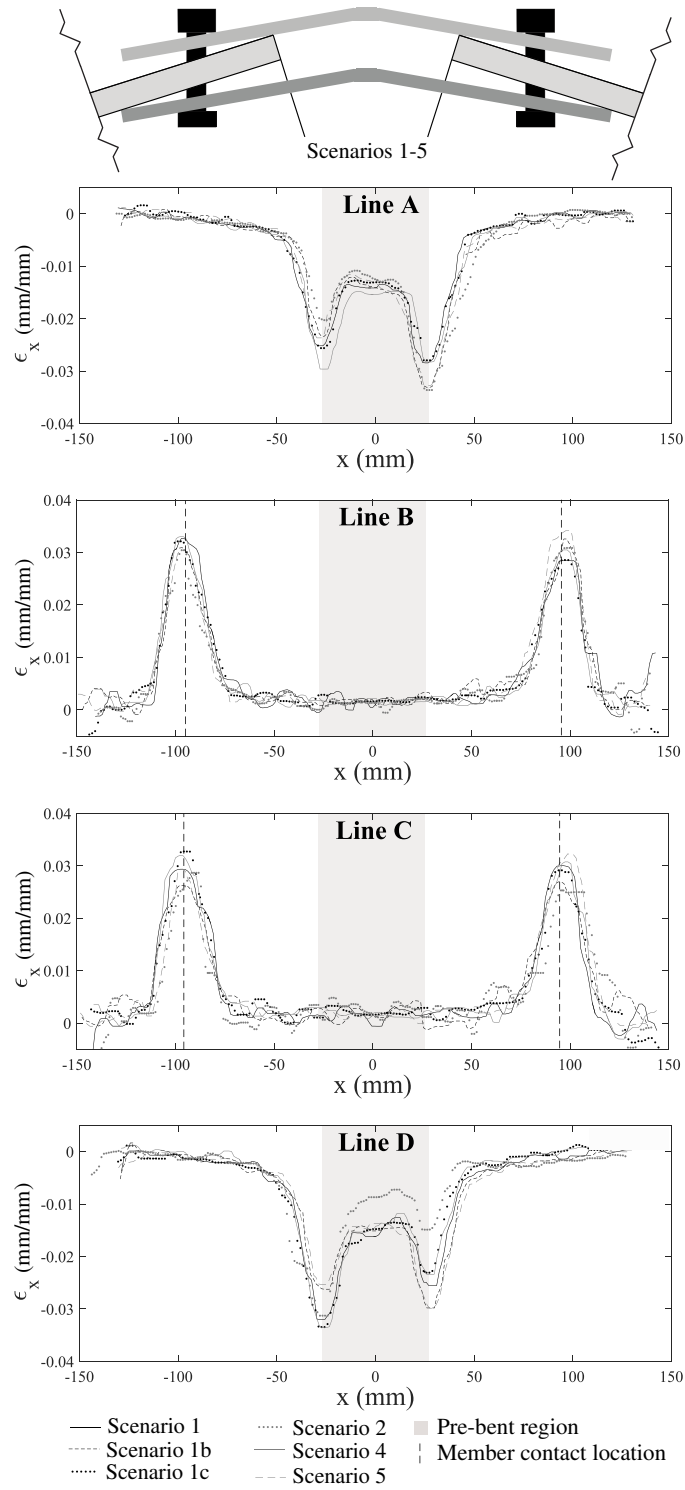 Scenarios 1-5
Line A
0
-0.01
-0.02
-0.03
-0.04
ϵx (mm/mm)
-150 -100 -50 0 50 100 150
x (mm)
Line B
0.04
0.03
0.02
0.01
0
ϵx (mm/mm)
-150 -100 -50 0 50 100 150
x (mm)
Line C
0.04
0.03
0.02
0.01
0
ϵx (mm/mm)
-150 -100 -50 0 50 100 150
x (mm)
Line D
0
-0.01
-0.02
-0.03
-0.04
ϵx (mm/mm)
-150 -100 -50 0 50 100 150
x (mm)
Scenario 1
Scenario 1b
Scenario 1c
Scenario 2
Scenario 4
Scenario 5
Pre-bent region
Member contact location